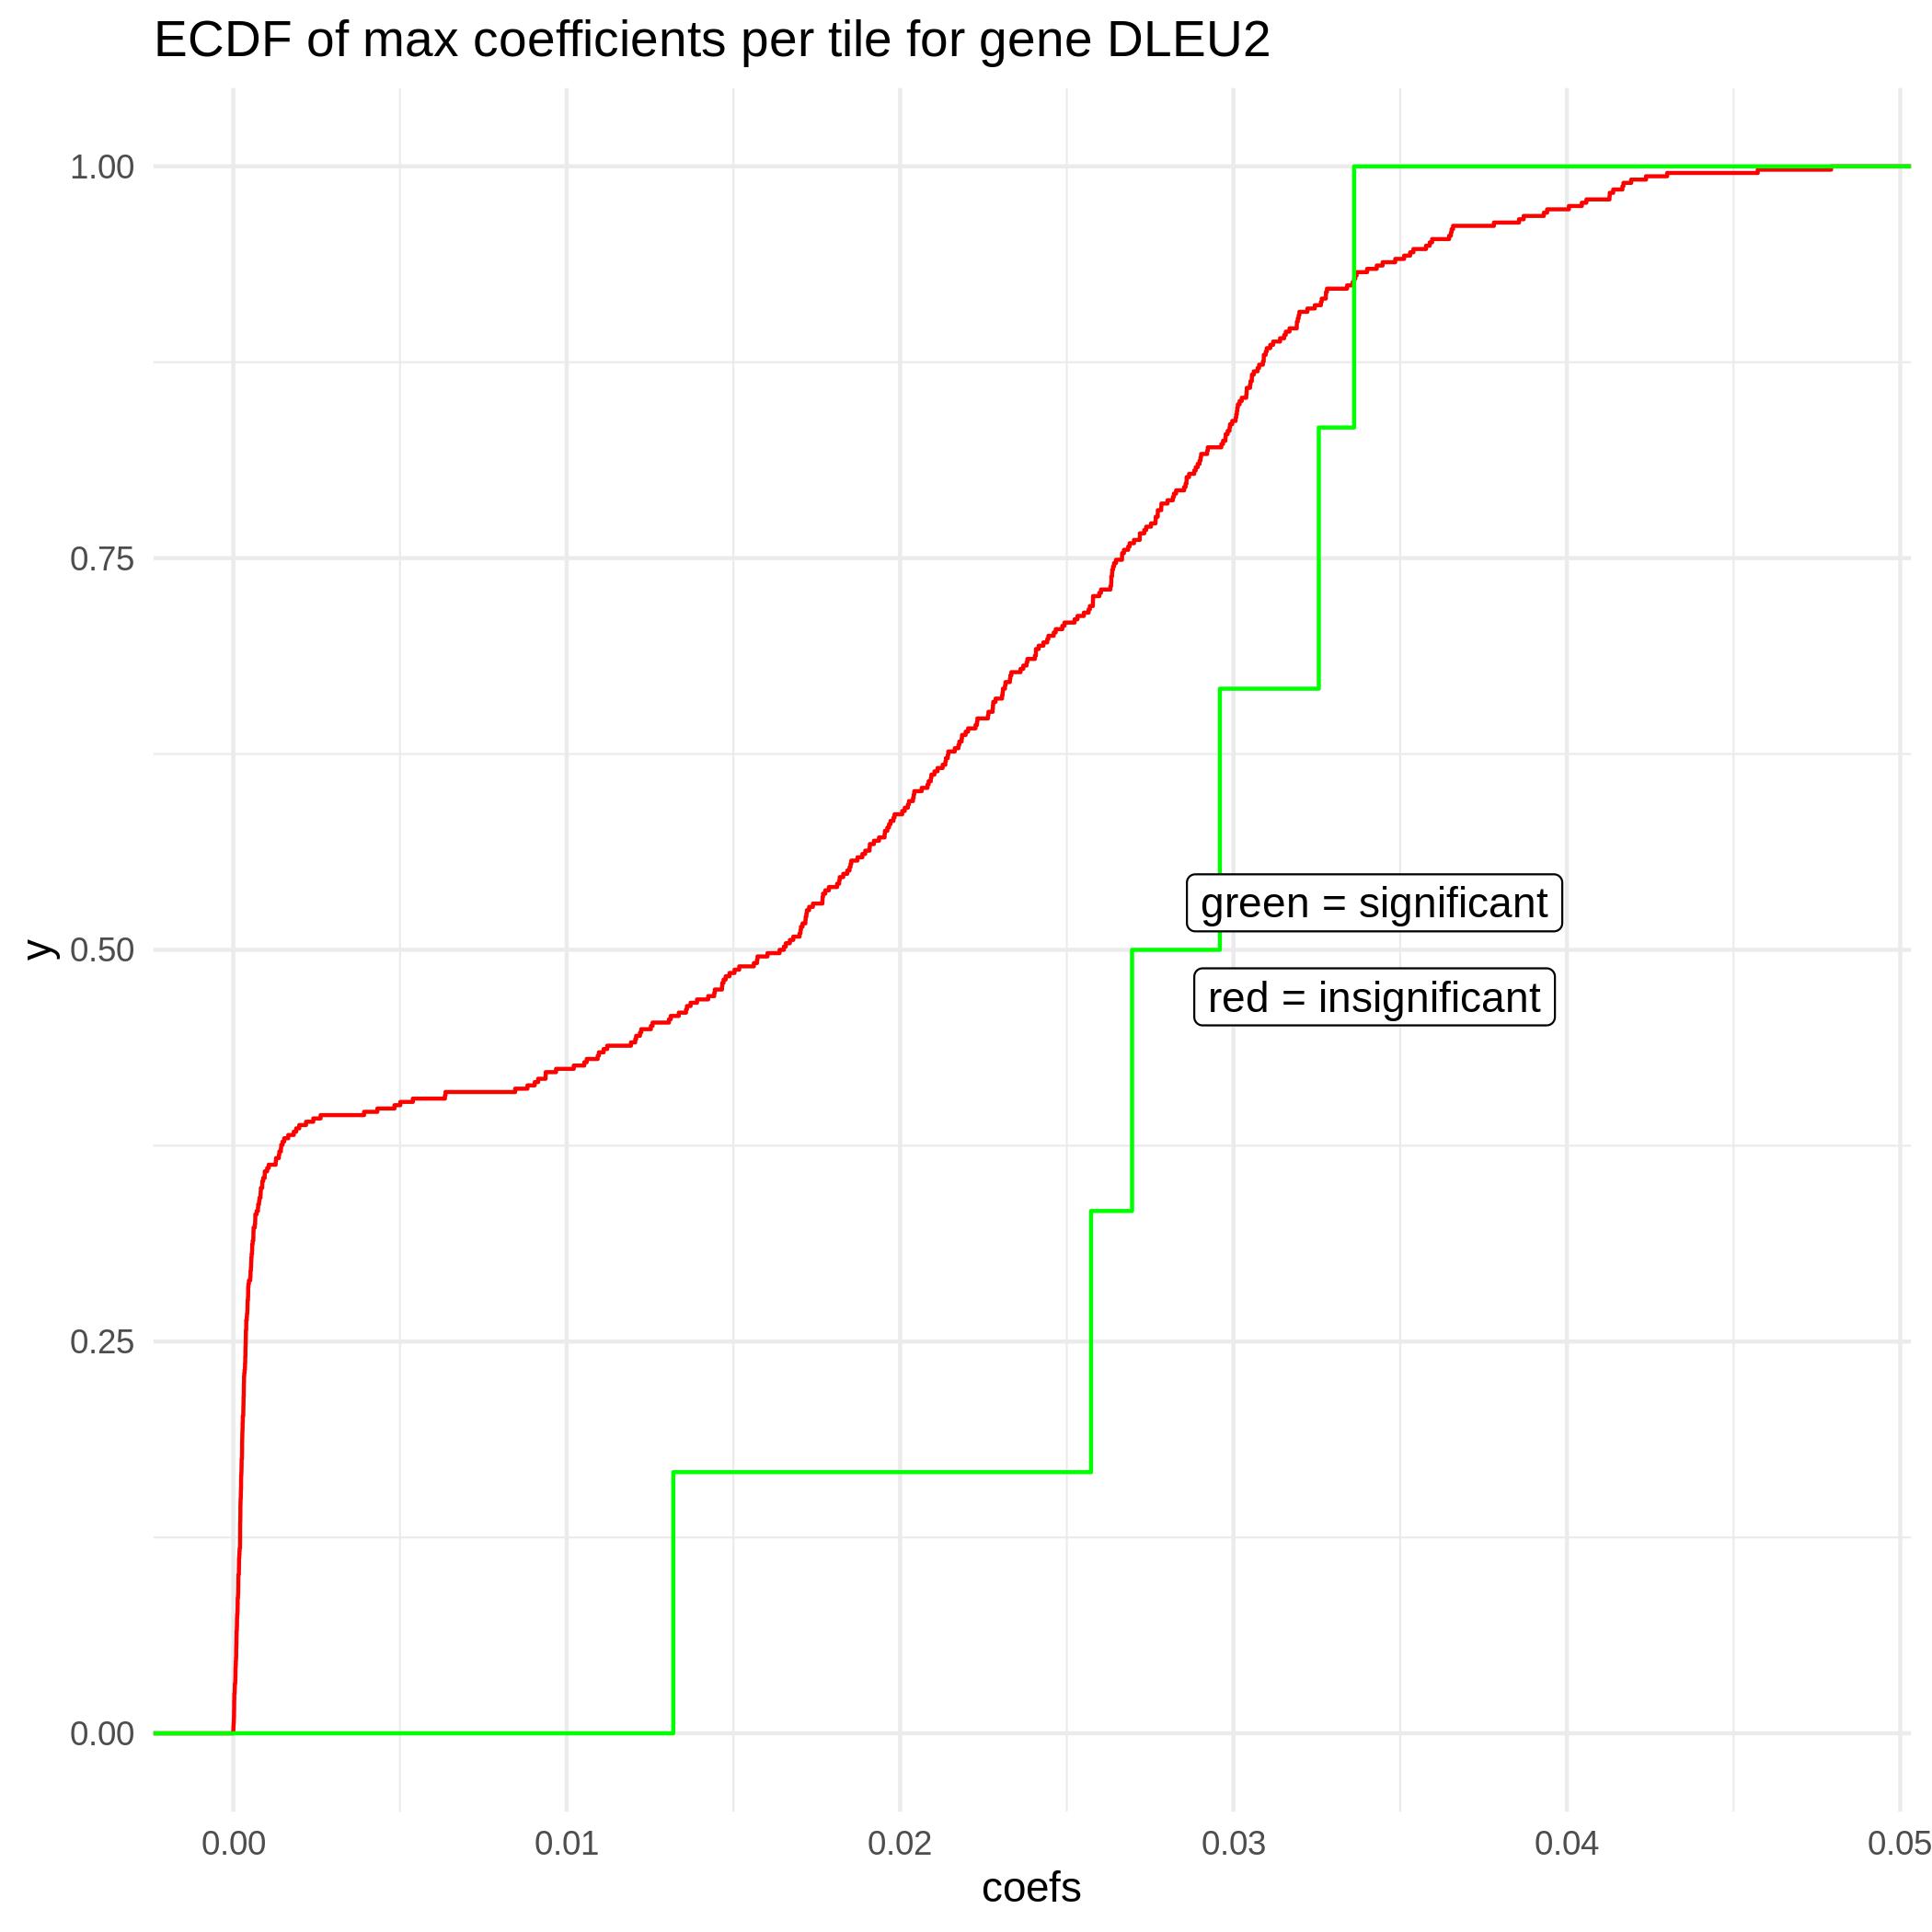 ECDF of max coefficients per tile for gene DLEU2
1.00
0.75
0.50
0.25
0.00
y
green = significant
red = insignificant
0.00 0.01 0.02 0.03 0.04 0.05
coefs